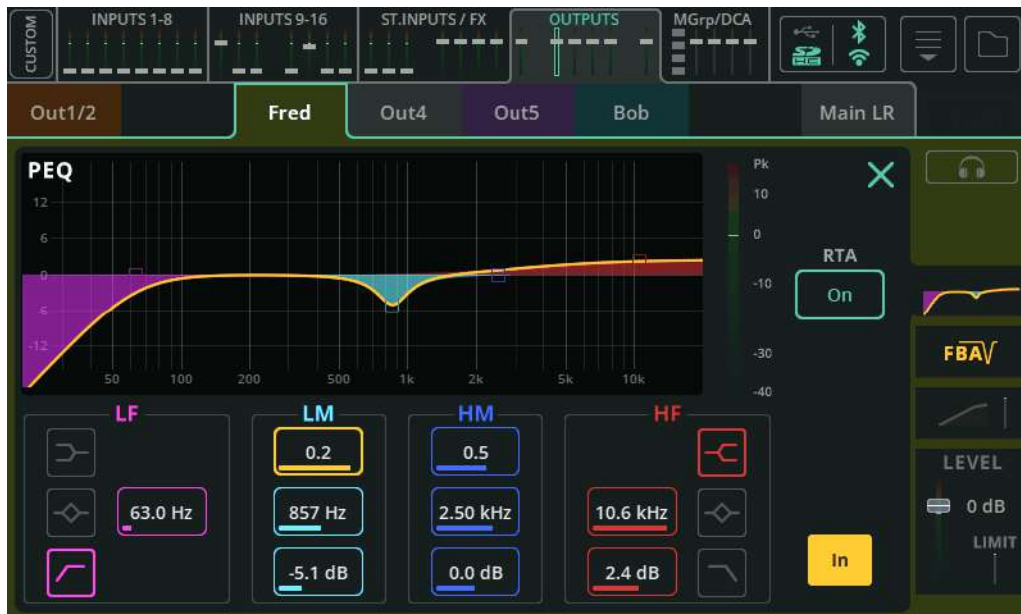 CUSTOM
INPUTS 1-8
INPUTS 9-16
ST.INPUTS / FX
OUTPUTS
MGrp/DCA
Out1/2
Fred
Out4
Out5
Bob
Main LR
PEQ
12
6
0
-6
-12
50 100 200 500 1k 2k 5k 10k
Pk
10
0
-10
-30
-40
RTA
On
FBA
LF
LM
HM
HF
63.0 Hz
0.2
857 Hz
-5.1 dB
0.5
2.50 kHz
0.0 dB
10.6 kHz
2.4 dB
In
LEVEL
0 dB
LIMIT